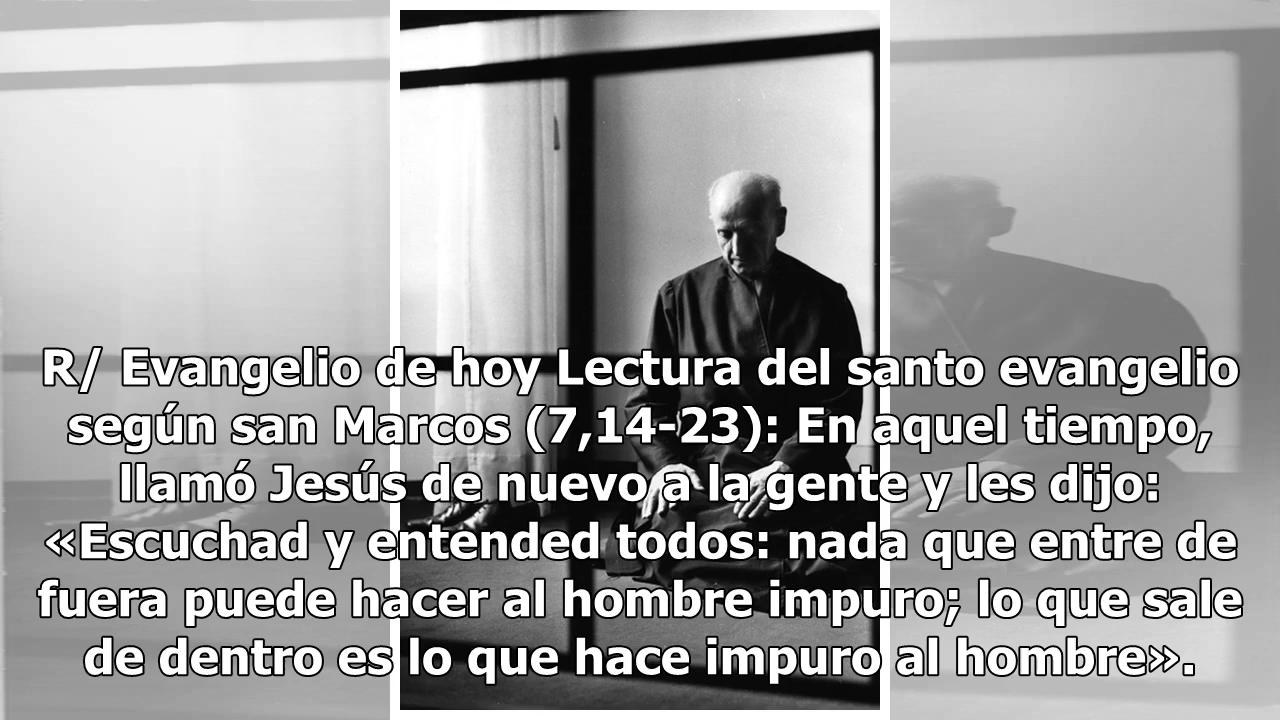 R/ Evangelio de hoy Lectura del santo evangelio
según san Marcos (7,14-23): En aquel tiempo,
llamó Jesús de nuevo a la gente y les dijo:
«Escuchad y entended todos: nada que entre de
fuera puede hacer al hombre impuro; lo que sale
de dentro es lo que hace impuro al hombre».